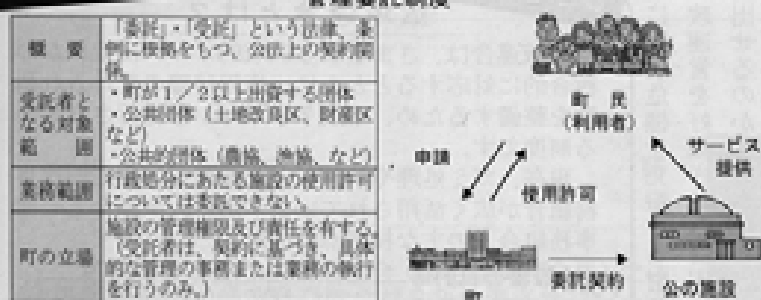 管理委託制度
概　要
「委託」・「受託」という法律、条
例に根拠をもつ、公法上の契約関
係。
受託者と
なる対象
範　囲
・町が1／2以上出資する団体
・公共団体（土地改良区、財産区
など）
・公共的団体（農協、漁協、など）
業務範囲
行政処分にあたる施設の使用許可
については委託できない。
町の立場
施設の管理権限及び責任を有する。
（受託者は、契約に基づき、具体
的な管理の事務または業務の執行
を行うのみ。）
町　民
（利用者）
申請
使用許可
サービス
提供
町
委託契約
公の施設